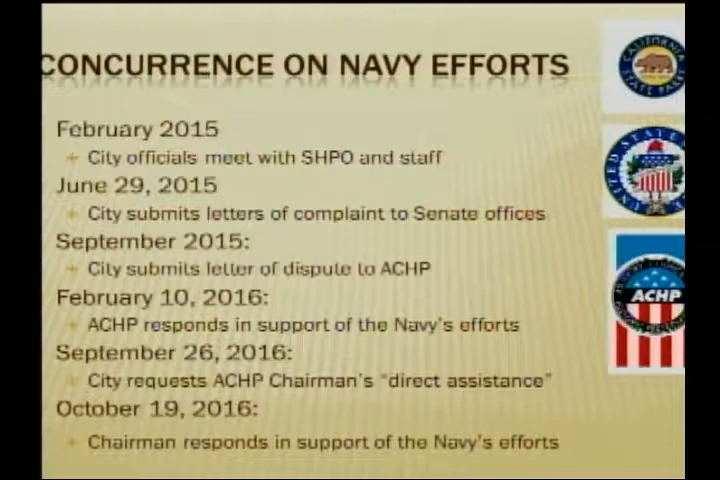 CONCURRENCE ON NAVY EFFORTS
February 2015
City officials meet with SHPO and staff
June 29, 2015
City submits letters of complaint to Senate offices
September 2015:
City submits letter of dispute to ACHP
February 10, 2016:
ACHP responds in support of the Navy's efforts
September 26, 2016:
City requests ACHP Chairman's "direct assistance"
October 19, 2016:
Chairman responds in support of the Navy's efforts
CALIFORNIA
STATE PARKS
UNITED STATES
ACHP